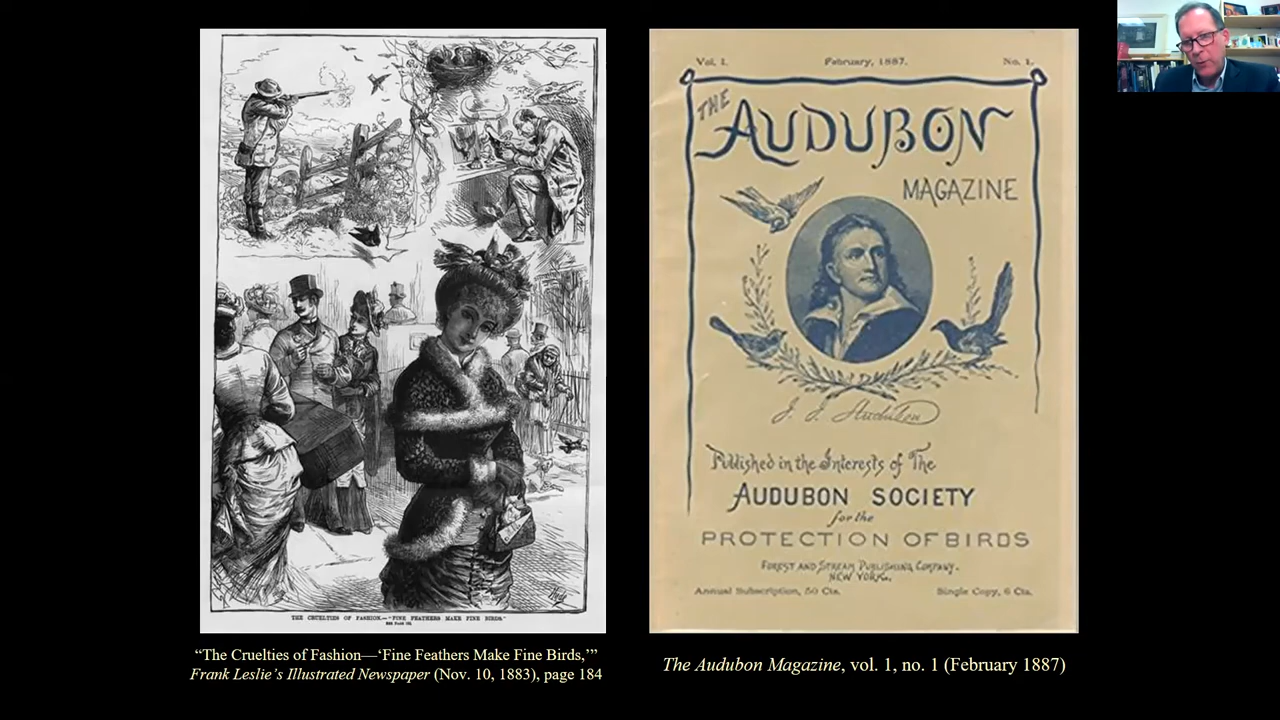 THE CRUELTIES OF FASHION.—"FINE FEATHERS MAKE FINE BIRDS."
“The Cruelties of Fashion—‘Fine Feathers Make Fine Birds,’”
Frank Leslie’s Illustrated Newspaper (Nov. 10, 1883), page 184
Vol. I. February, 1887. No. 1.
THE
AUDUBON
MAGAZINE
J. J. Audubon
Published in the Interests of The
AUDUBON SOCIETY
for the
PROTECTION OF BIRDS
FOREST AND STREAM PUBLISHING COMPANY.
NEW YORK.
Annual Subscription, 50 Cts. Single Copy, 6 Cts.
The Audubon Magazine, vol. 1, no. 1 (February 1887)